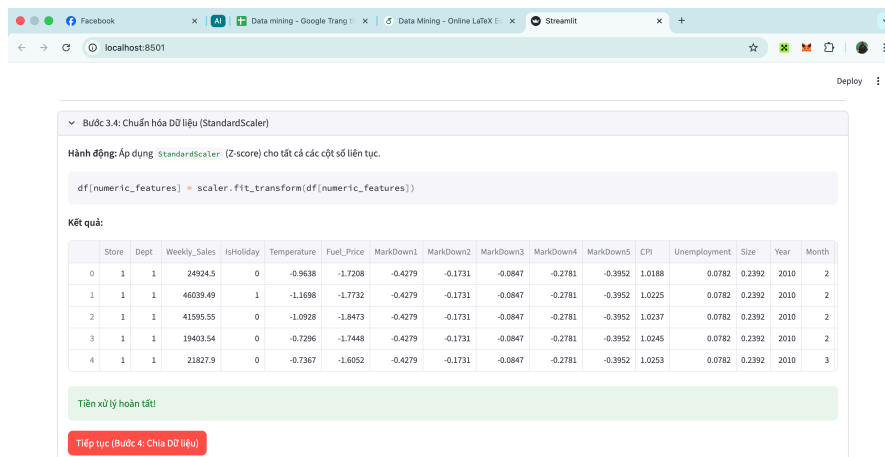 Facebook
AI
Data mining - Google Trang t
Data Mining - Online LaTeX E
Streamlit
localhost:8501
Deploy
Bước 3.4: Chuẩn hóa Dữ liệu (StandardScaler)
Hành động: Áp dụng StandardScaler (Z-score) cho tất cả các cột số liên tục.
df[numeric_features] = scaler.fit_transform(df[numeric_features])
Kết quả:
Store Dept Weekly_Sales IsHoliday Temperature Fuel_Price MarkDown1 MarkDown2 MarkDown3 MarkDown4 MarkDown5 CPI Unemployment Size Year Month
0 1 1 24924.5 0 -0.9638 -1.7208 -0.4279 -0.1731 -0.0847 -0.2781 -0.3952 1.0188 0.0782 0.2392 2010 2
1 1 1 46039.49 1 -1.1698 -1.7732 -0.4279 -0.1731 -0.0847 -0.2781 -0.3952 1.0225 0.0782 0.2392 2010 2
2 1 1 41595.55 0 -1.0928 -1.8473 -0.4279 -0.1731 -0.0847 -0.2781 -0.3952 1.0237 0.0782 0.2392 2010 2
3 1 1 19403.54 0 -0.7296 -1.7448 -0.4279 -0.1731 -0.0847 -0.2781 -0.3952 1.0245 0.0782 0.2392 2010 2
4 1 1 21827.9 0 -0.7367 -1.6052 -0.4279 -0.1731 -0.0847 -0.2781 -0.3952 1.0253 0.0782 0.2392 2010 3
Tiền xử lý hoàn tất!
Tiếp tục (Bước 4: Chia Dữ liệu)